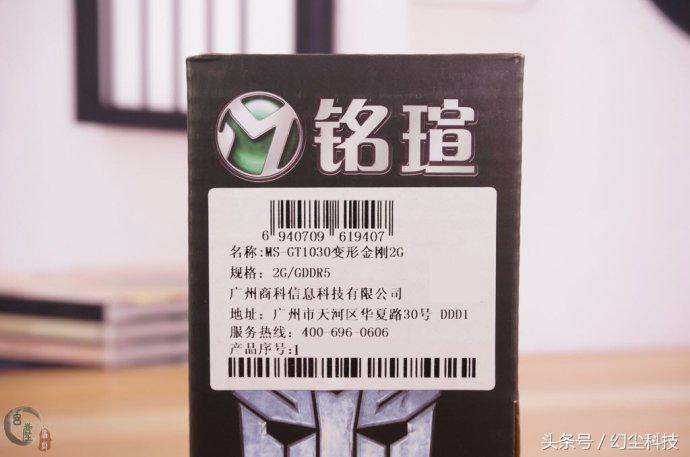 铭瑄
6 940709 619407
名称:MS-GT1030变形金刚2G
规格: 2G/GDDR5
广州商科信息科技有限公司
地址: 广州市天河区华夏路30号 DDD1
服务热线: 400-696-0606
产品序号:1
头条号 / 幻尘科技